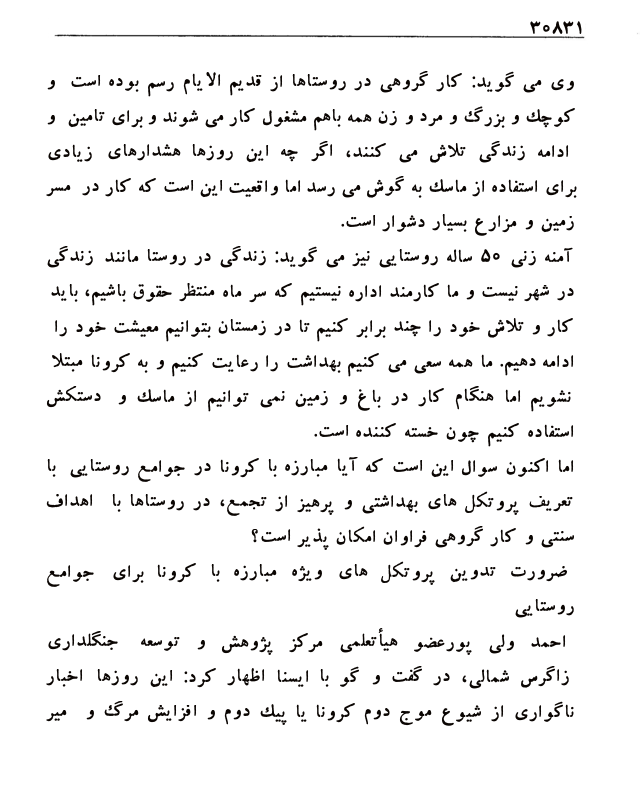 ۳۰۸۳۱
وی می گوید: کار گروهی در روستاها از قدیم الایام رسم بوده است و
کوچک و بزرگ و مرد و زن همه باهم مشغول کار می شوند و برای تامین و
ادامه زندگی تلاش می کنند، اگر چه این روزها هشدارهای زیادی
برای استفاده از ماسک به گوش می رسد اما واقعیت این است که کار در مسر
زمین و مزارع بسیار دشوار است.
آمنه زنی ۵۰ ساله روستایی نیز می گوید: زندگی در روستا مانند زندگی
در شهر نیست و ما کارمند اداره نیستیم که سر ماه منتظر حقوق باشیم، باید
کار و تلاش خود را چند برابر کنیم تا در زمستان بتوانیم معیشت خود را
ادامه دهیم. ما همه سعی می کنیم بهداشت را رعایت کنیم و به کرونا مبتلا
نشویم اما هنگام کار در باغ و زمین نمی توانیم از ماسک و دستکش
استفاده کنیم چون خسته کننده است.
اما اکنون سوال این است که آیا مبارزه با کرونا در جوامع روستایی با
تعریف پروتکل های بهداشتی و پرهیز از تجمع، در روستاها با اهداف
سنتی و کار گروهی فراوان امکان پذیر است؟
ضرورت تدوین پروتکل های ویژه مبارزه با کرونا برای جوامع
روستایی
احمد ولی پورعضو هیأتعلمی مرکز پژوهش و توسعه جنگلداری
زاگرس شمالی، در گفت و گو با ایسنا اظهار کرد: این روزها اخبار
ناگواری از شیوع موج دوم کرونا یا پیک دوم و افزایش مرگ و میر